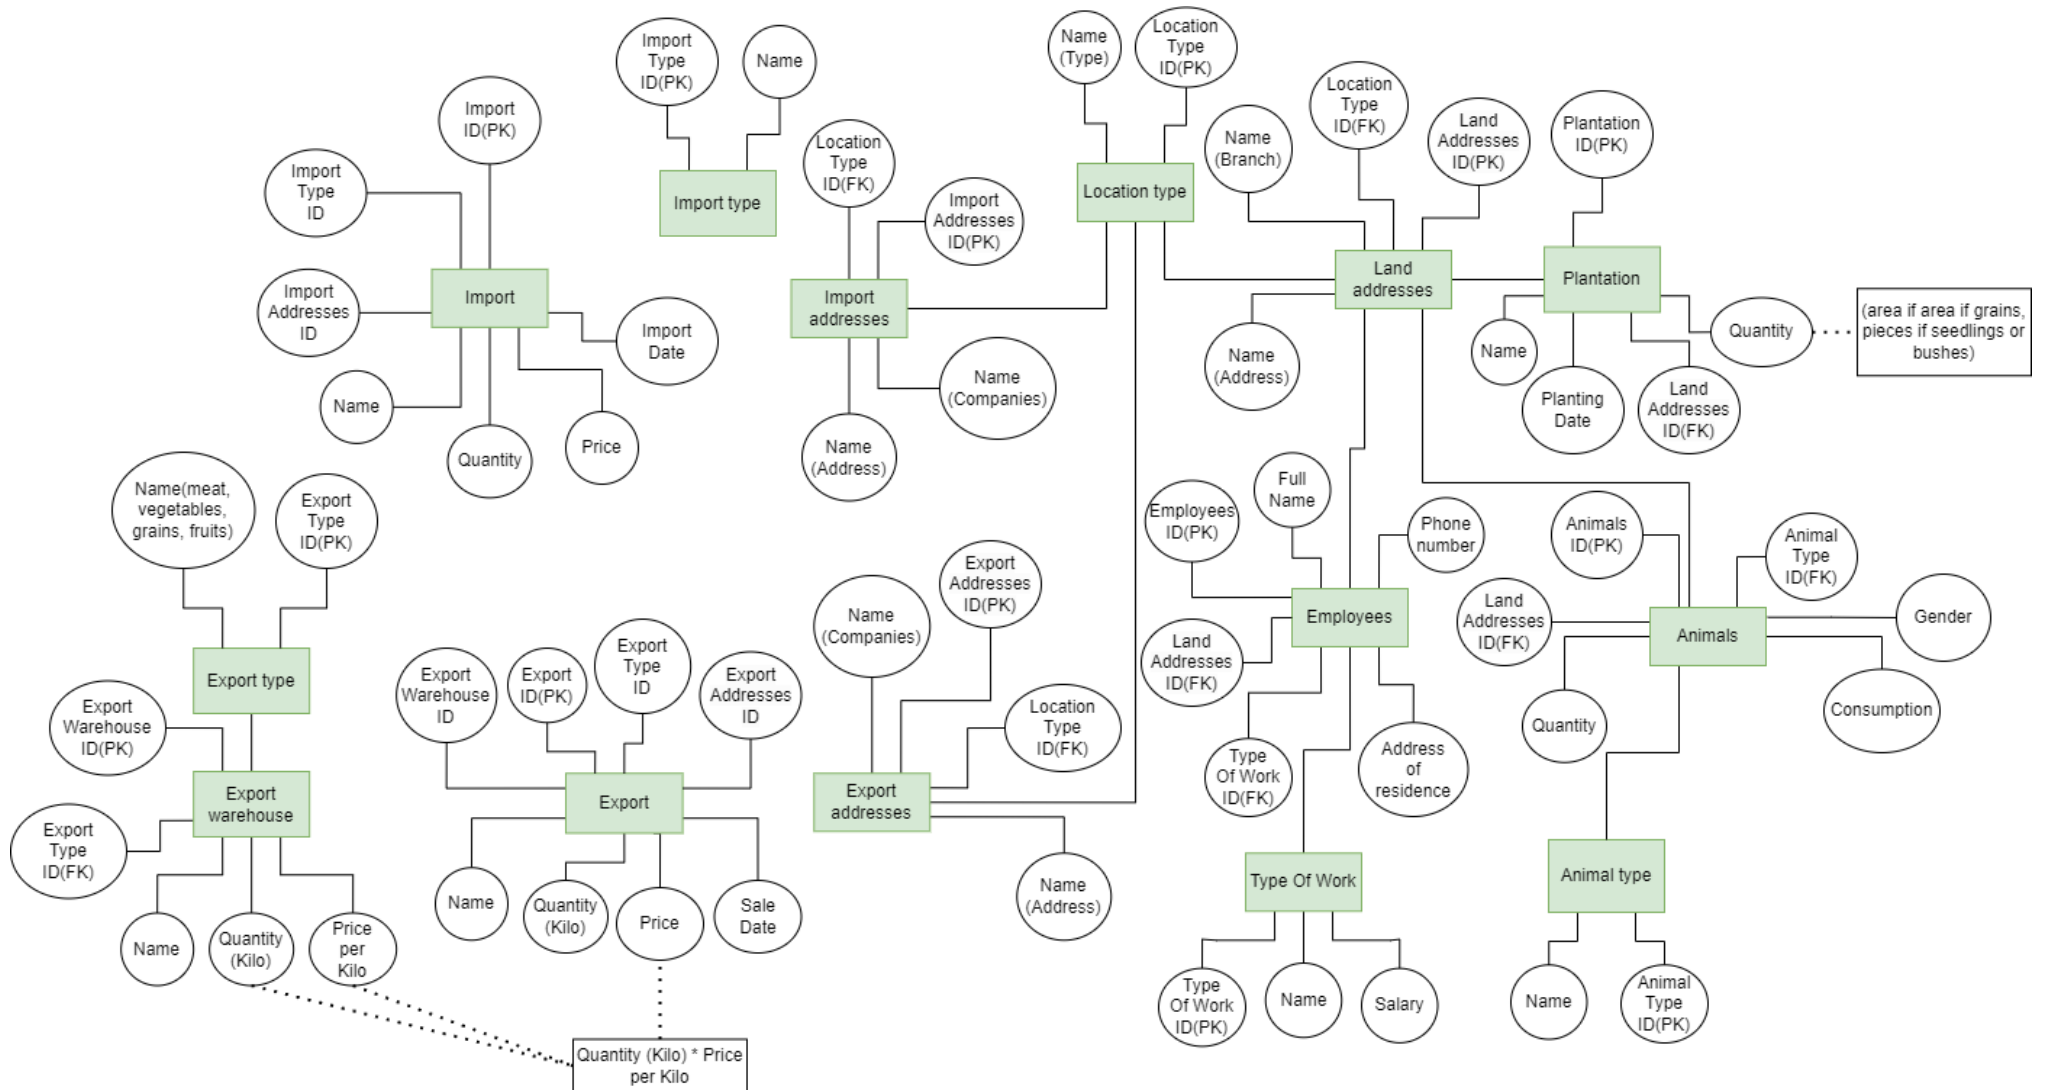 Import
Type
ID(PK)
Name
Name
(Type)
Location
Type
ID(PK)
Import
ID(PK)
Location
Type
ID(FK)
Land
Addresses
ID(PK)
Plantation
ID(PK)
Name
(Branch)
Location
Type
ID(FK)
Import
Type
ID
Import type
Import
Addresses
ID(PK)
Location type
Import
Addresses
ID
Import
Import
Date
Import
addresses
Land
addresses
Plantation
Quantity
(area if area if grains,
pieces if seedlings or
bushes)
Name
(Address)
Name
Planting
Date
Land
Addresses
ID(FK)
Name
Quantity
Price
Name
(Address)
Name
(Companies)
Name(meat,
vegetables,
grains, fruits)
Export
Type
ID(PK)
Employees
ID(PK)
Full
Name
Phone
number
Animals
ID(PK)
Animal
Type
ID(FK)
Name
(Companies)
Export
Addresses
ID(PK)
Land
Addresses
ID(FK)
Employees
Land
Addresses
ID(FK)
Animals
Gender
Export type
Export
Warehouse
ID
Export
ID(PK)
Export
Type
ID
Export
Addresses
ID
Location
Type
ID(FK)
Export
Warehouse
ID(PK)
Type
Of Work
ID(FK)
Address
of
residence
Quantity
Consumption
Export
warehouse
Export
Export
addresses
Export
Type
ID(FK)
Name
Quantity
(Kilo)
Price
per
Kilo
Name
Quantity
(Kilo)
Price
Sale
Date
Name
(Address)
Type Of Work
Animal type
Type
Of Work
ID(PK)
Name
Salary
Name
Animal
Type
ID(PK)
Quantity (Kilo) * Price
per Kilo